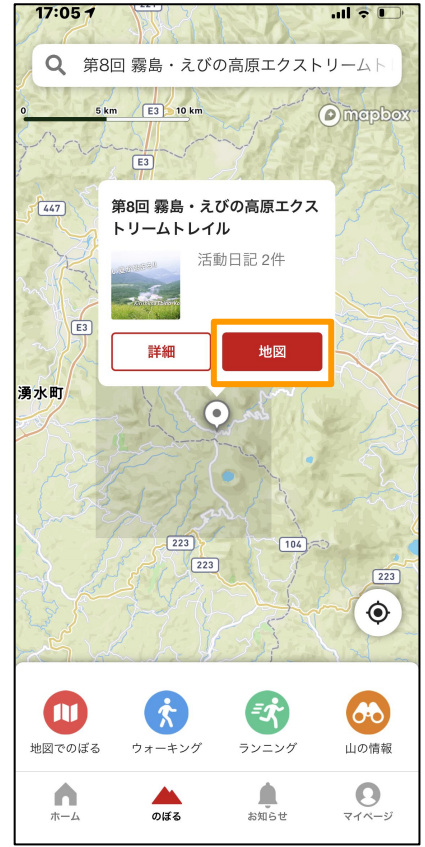 17:05
第8回 霧島・えびの高原エクストリームト
0 5 km E3 10 km
mapbox
E3
447
第8回 霧島・えびの高原エクス
トリームトレイル
活動日記 2件
E3
詳細 地図
湧水町
223
104
223
223
地図でのぼる ウォーキング ランニング 山の情報
ホーム のぼる お知らせ マイページ